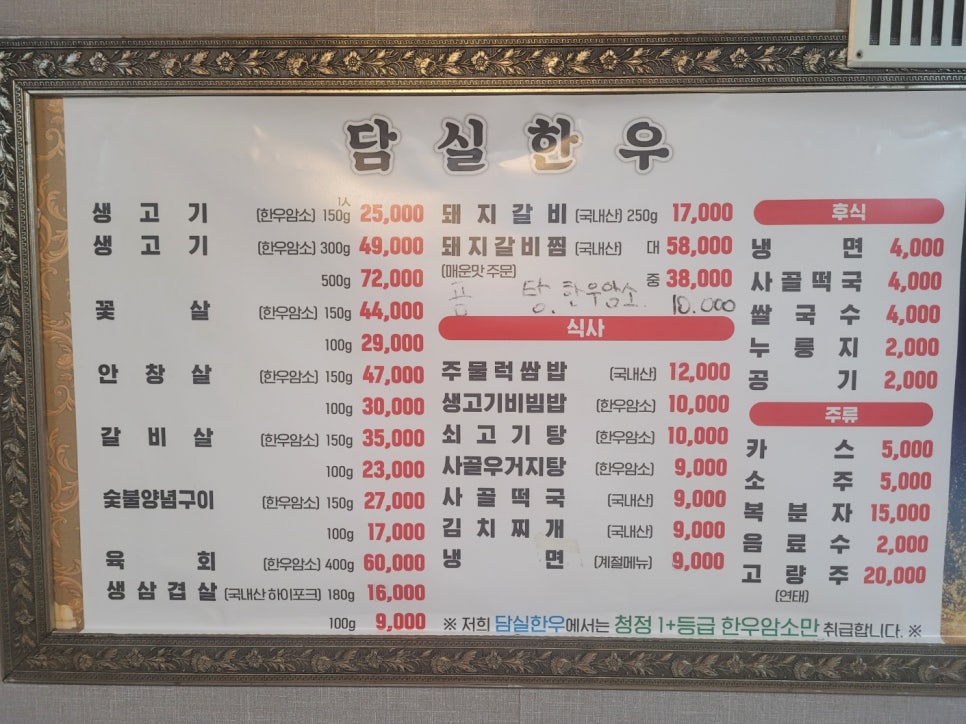 담실한우
1人
생고기 (한우암소) 150g 25,000
생고기 (한우암소) 300g 49,000
500g 72,000
꽃살 (한우암소) 150g 44,000
100g 29,000
안창살 (한우암소) 150g 47,000
100g 30,000
갈비살 (한우암소) 150g 35,000
100g 23,000
숯불양념구이 (한우암소) 150g 27,000
100g 17,000
육회 (한우암소) 400g 60,000
생삼겹살 (국내산 하이포크) 180g 16,000
100g 9,000
돼지갈비 (국내산) 250g 17,000
돼지갈비찜 (국내산) 대 58,000
(매운맛 주문) 중 38,000
탕. 한우암소. 10.000
식사
주물럭쌈밥 (국내산) 12,000
생고기비빔밥 (한우암소) 10,000
쇠고기탕 (한우암소) 10,000
사골우거지탕 (한우암소) 9,000
사골떡국 (국내산) 9,000
김치찌개 (국내산) 9,000
냉면 (계절메뉴) 9,000
후식
냉면 4,000
사골떡국 4,000
쌀국수 4,000
누룽지 2,000
공기 2,000
주류
카스 5,000
소주 5,000
복분자 15,000
음료수 2,000
고량주 20,000
(연태)
※ 저희 담실한우에서는 청정 1+등급 한우암소만 취급합니다. ※